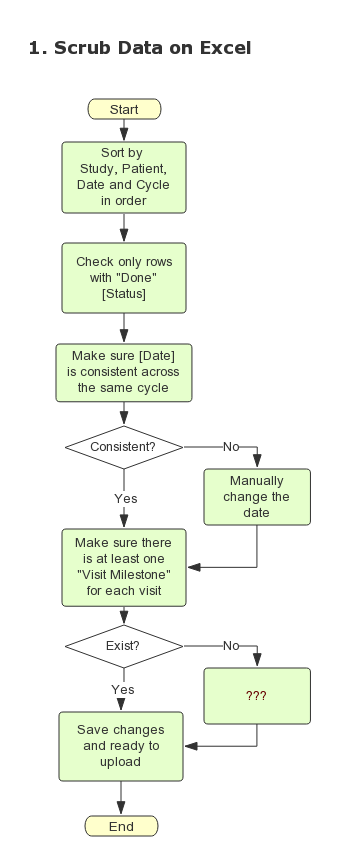 1. Scrub Data on Excel
Start
Sort by
Study, Patient,
Date and Cycle
in order
Check only rows
with "Done"
[Status]
Make sure [Date]
is consistent across
the same cycle
Consistent?
No
Manually
change the
date
Yes
Make sure there
is at least one
"Visit Milestone"
for each visit
Exist?
No
???
Yes
Save changes
and ready to
upload
End